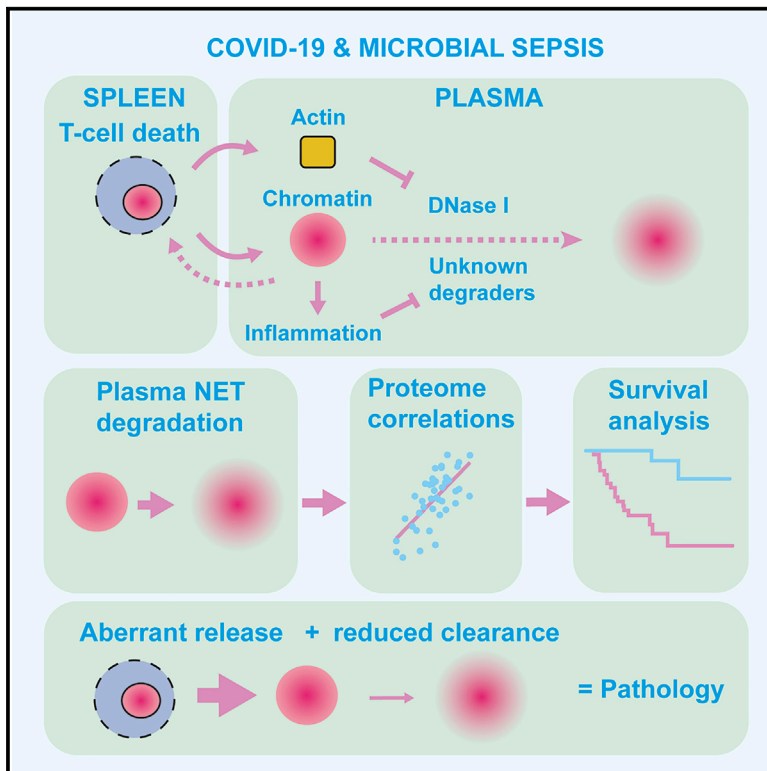 COVID-19 & MICROBIAL SEPSIS
SPLEEN
T-cell death
PLASMA
Actin
Chromatin
DNase I
Unknown
degraders
Inflammation
Plasma NET
degradation
Proteome
correlations
Survival
analysis
Aberrant release + reduced clearance
= Pathology